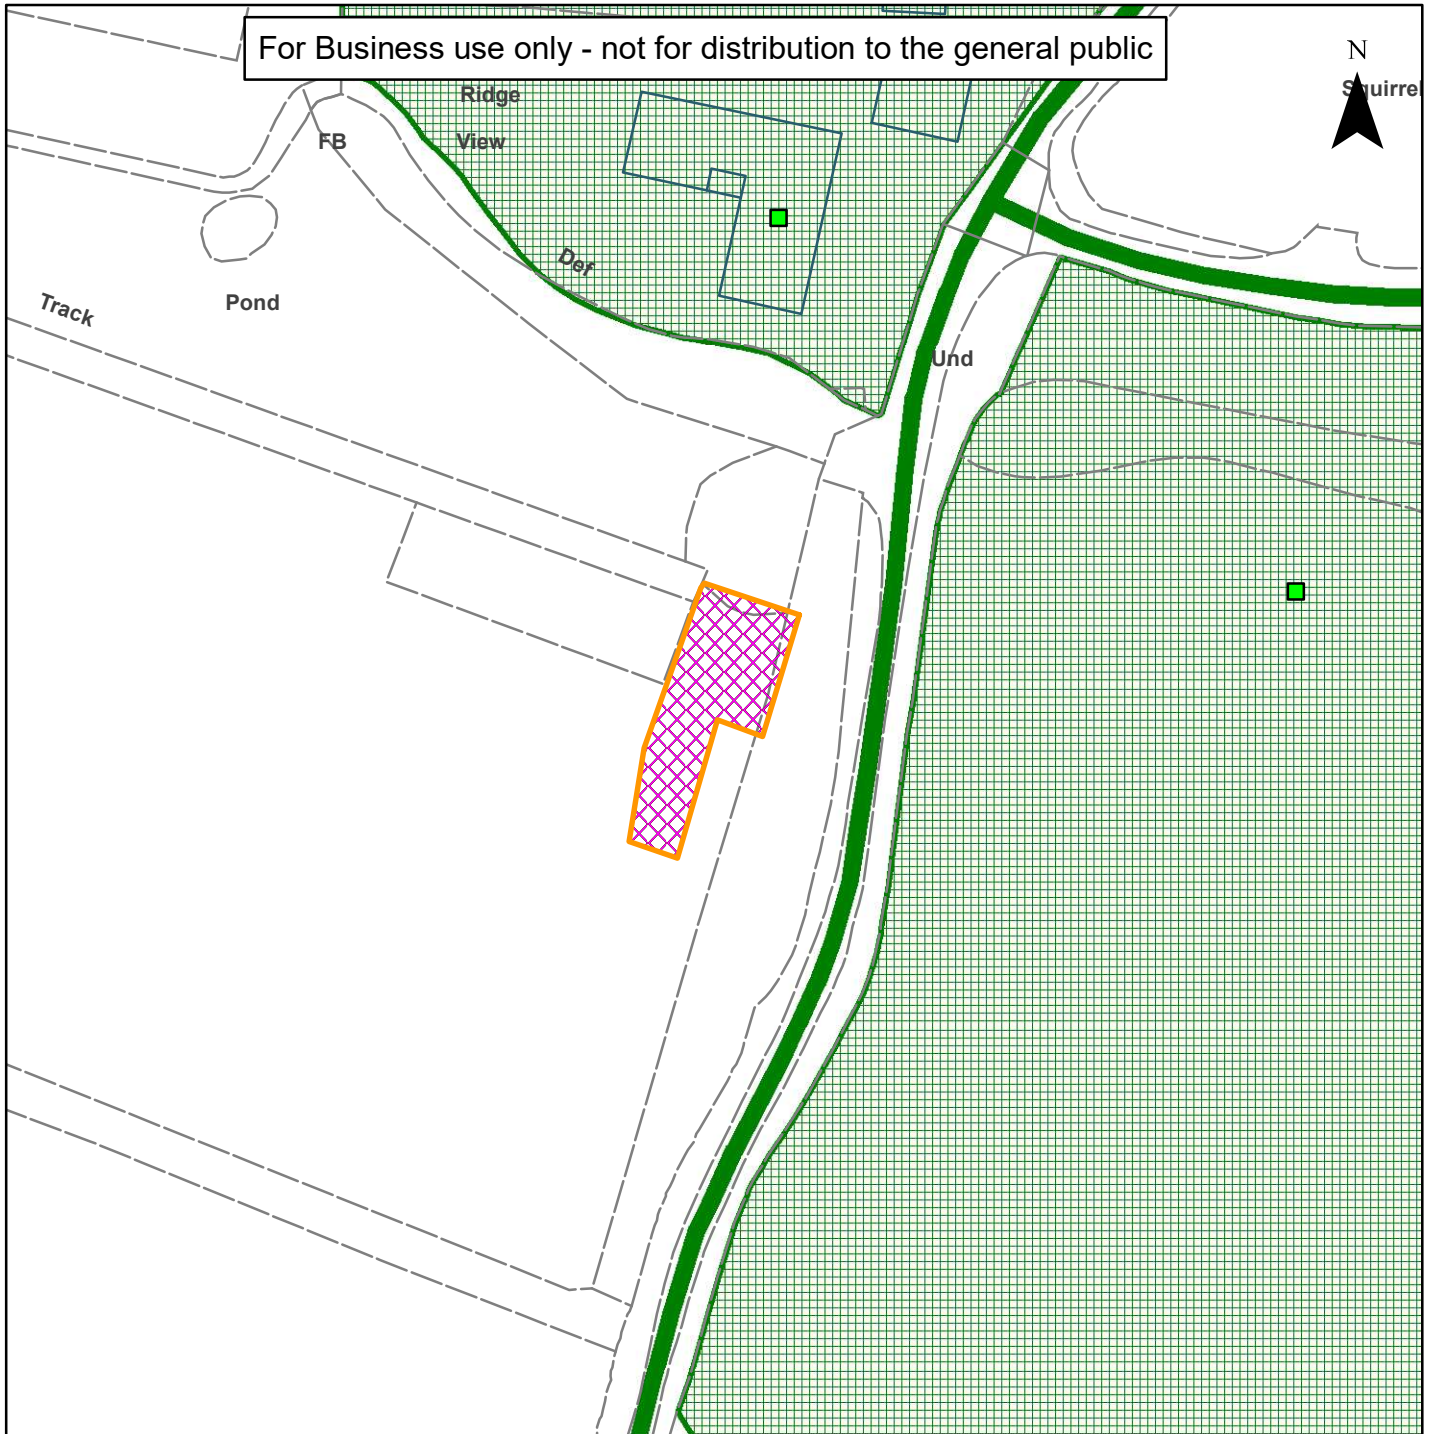 For Business use only - not for distribution to the general public
N
Squirrel
Ridge
View
FB
Def
Pond
Track
Und